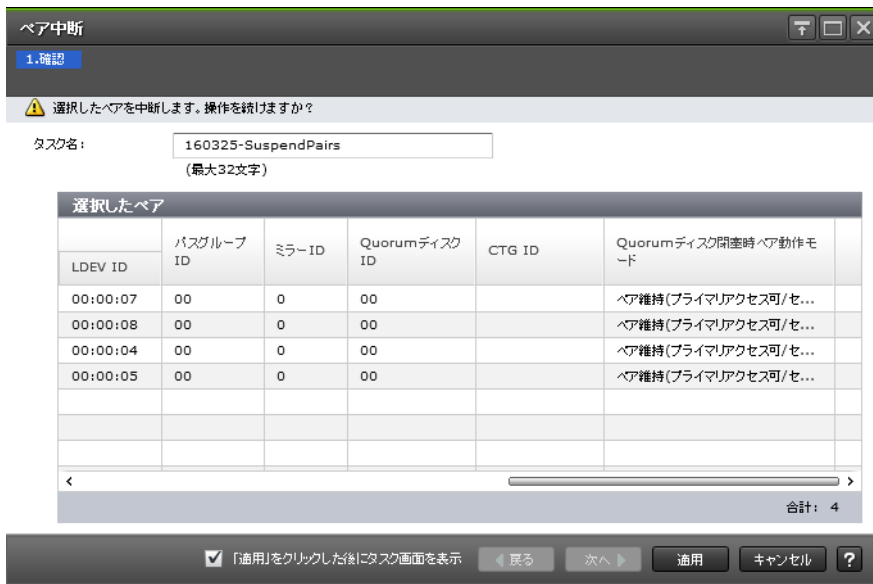 ペア中断
1.確認
選択したペアを中断します。操作を続けますか？
タスク名: 160325-SuspendPairs
(最大32文字)
選択したペア
LDEV ID パスグループ ID ミラーID Quorumディスク ID CTG ID Quorumディスク閉塞時ペア動作モード
00:00:07 00 0 00 ペア維持(プライマリアクセス可/セ...
00:00:08 00 0 00 ペア維持(プライマリアクセス可/セ...
00:00:04 00 0 00 ペア維持(プライマリアクセス可/セ...
00:00:05 00 0 00 ペア維持(プライマリアクセス可/セ...
合計: 4
「適用」をクリックした後にタスク画面を表示 戻る 次へ 適用 キャンセル ?